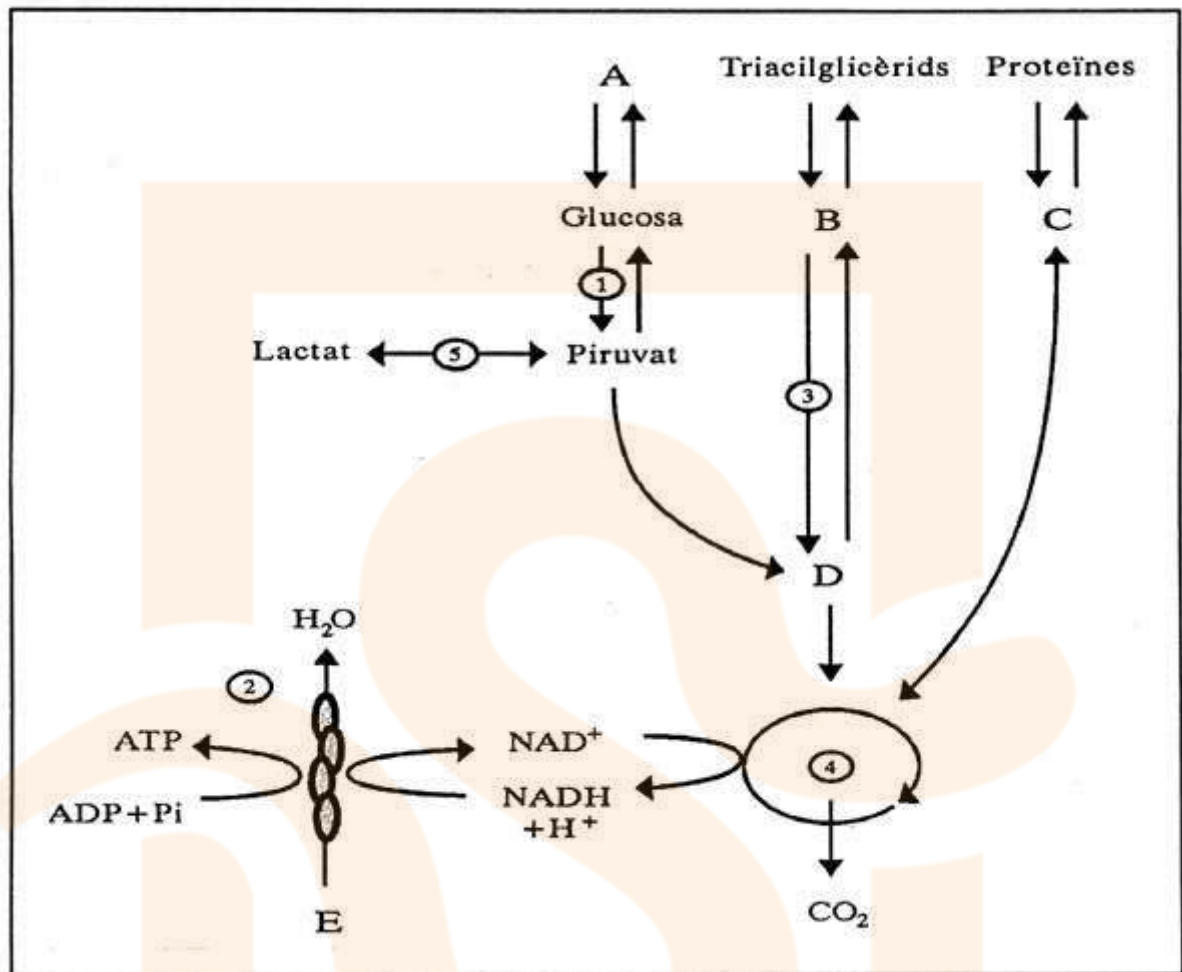 A
Triacilglicèrids
Proteïnes
Glucosa
B
C
1
Lactat
5
Piruvat
3
D
H₂O
2
ATP
NAD⁺
4
ADP+Pi
NADH
+H⁺
E
CO₂